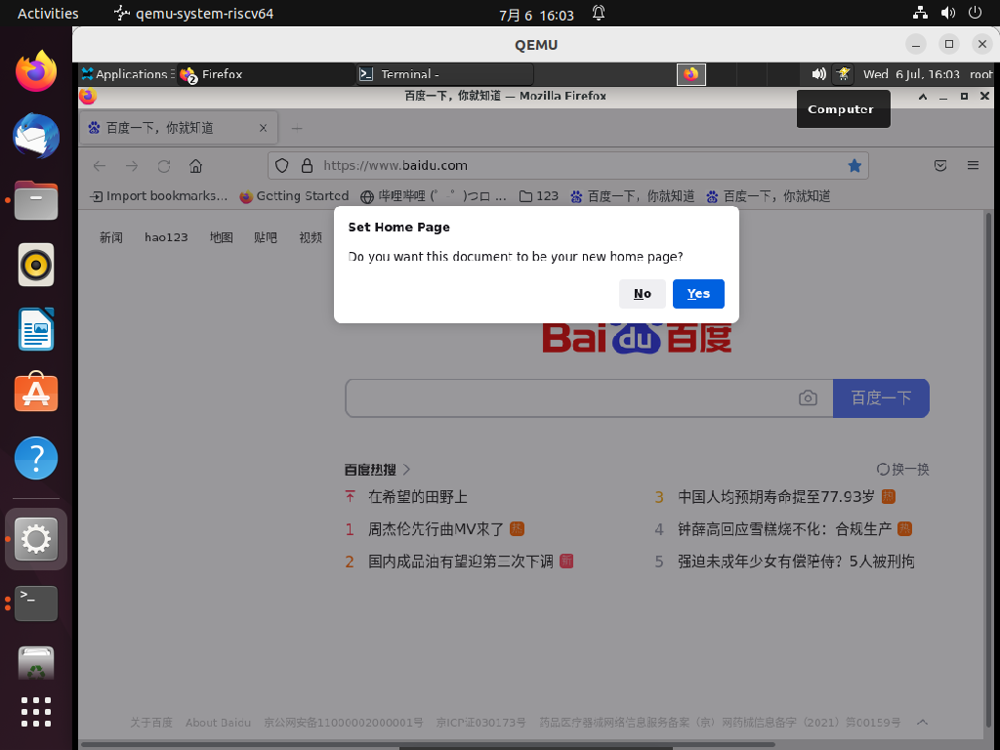 Activities qemu-system-riscv64 7月 6 16:03
QEMU
Applications Firefox Terminal - Wed 6 Jul, 16:03 root
百度一下，你就知道 — Mozilla Firefox
Computer
百度一下，你就知道
https://www.baidu.com
Import bookmarks... Getting Started 哔哩哔哩 (゜-゜)つロ ... 123 百度一下，你就知道 百度一下，你就知道
Set Home Page
新闻 hao123 地图 贴吧 视频
Do you want this document to be your new home page?
No Yes
Bai du 百度
百度一下
百度热搜 换一换
在希望的田野上
3 中国人均预期寿命提至77.93岁 热
1 周杰伦先行曲MV来了 热
4 钟薛高回应雪糕烧不化：合规生产 热
2 国内成品油有望迎第二次下调 新
5 强迫未成年少女有偿陪侍？5人被刑拘
关于百度 About Baidu 京公网安备11000002000001号 京ICP证030173号 药品医疗器械网络信息服务备案（京）网药械信息备字（2021）第00159号